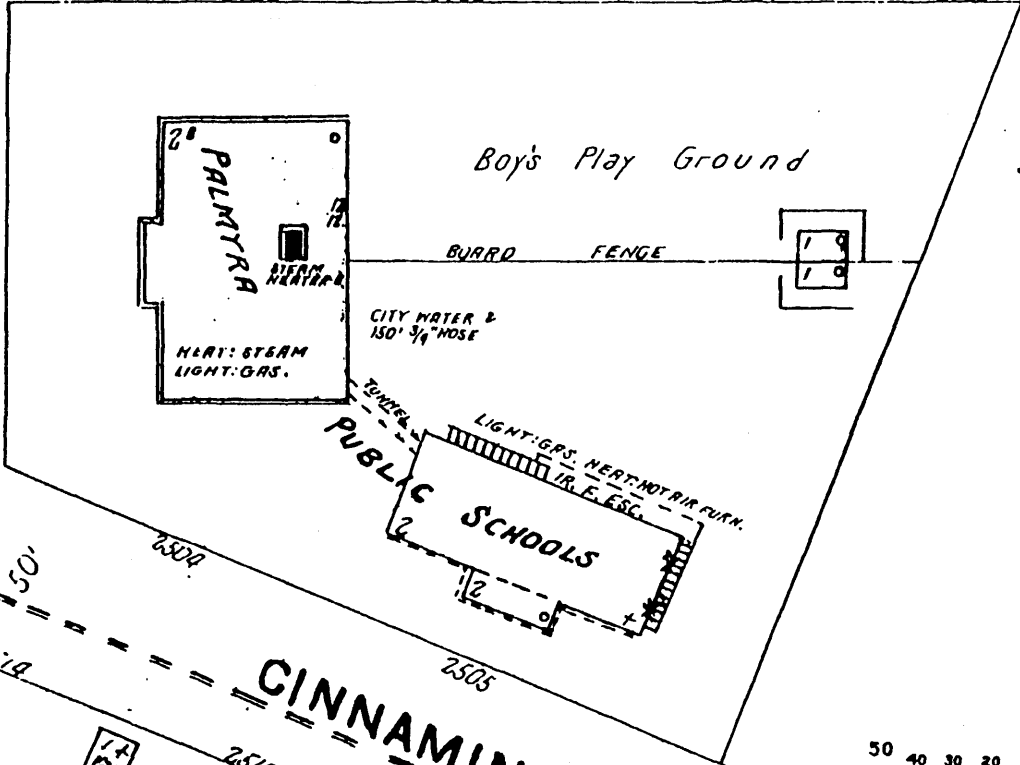 2
PALMYRA
Boy's Play Ground
BOARD FENCE
1
1
STEAM
HEATER
CITY WATER &
150' 3/4" HOSE
HEAT: STEAM
LIGHT: GAS.
TUNNEL
PUBLIC SCHOOLS
LIGHT: GAS. HEAT: HOT AIR FURN.
IR. F. ESC.
2
2
2504
2505
50'
CINNAMIN
50 40 30 20